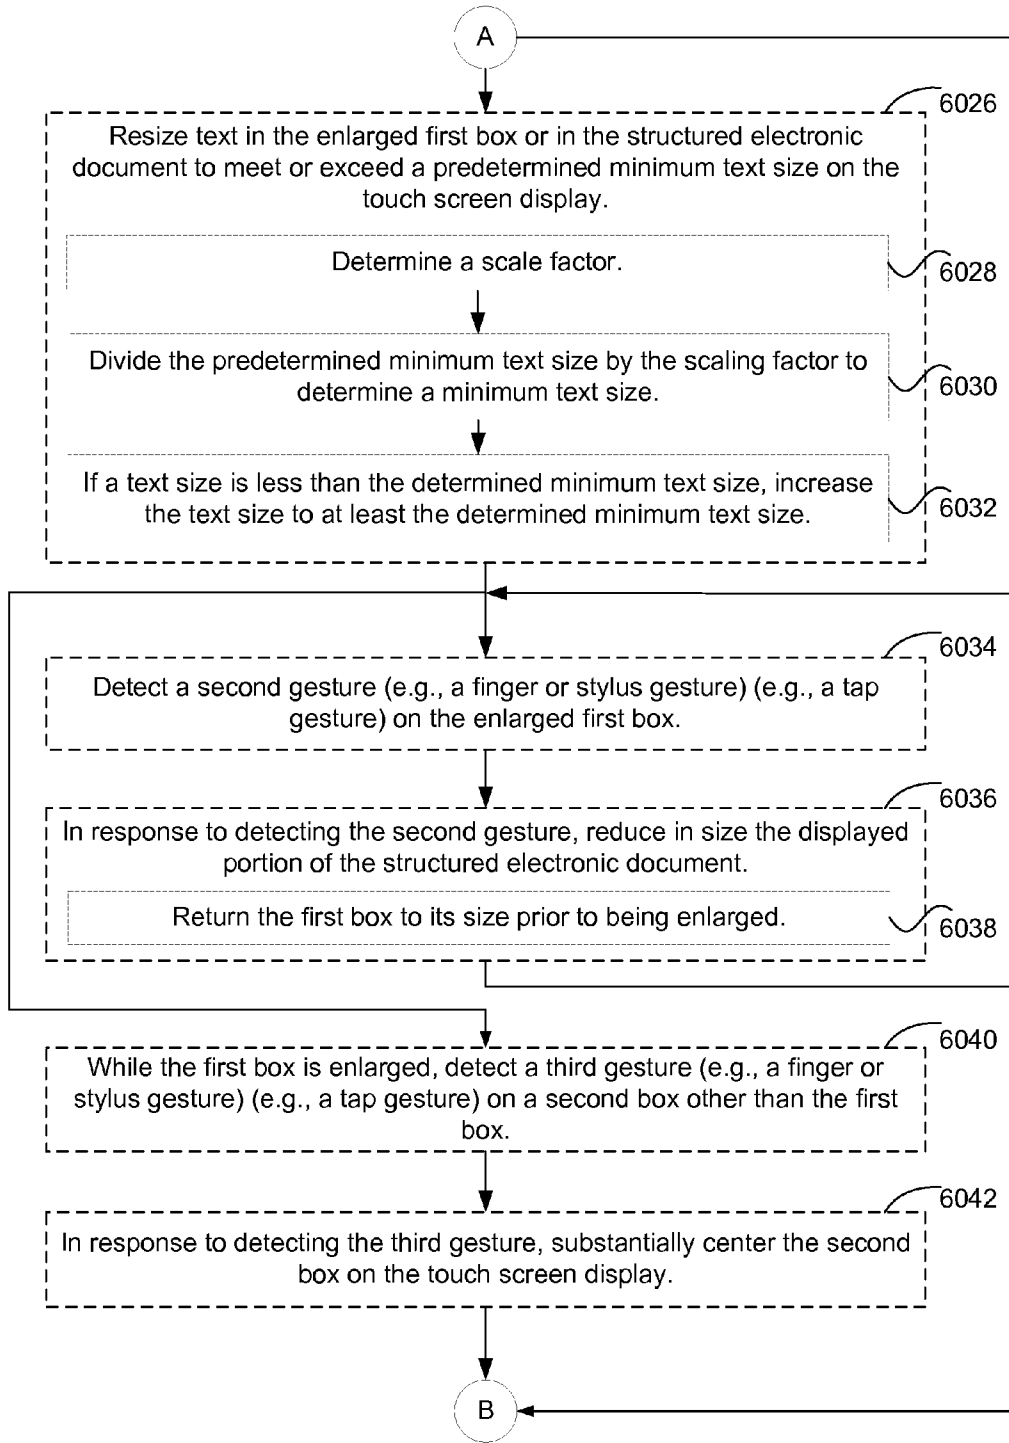 A
6026
Resize text in the enlarged first box or in the structured electronic
document to meet or exceed a predetermined minimum text size on the
touch screen display.
Determine a scale factor.
6028
Divide the predetermined minimum text size by the scaling factor to
determine a minimum text size.
6030
If a text size is less than the determined minimum text size, increase
the text size to at least the determined minimum text size.
6032
6034
Detect a second gesture (e.g., a finger or stylus gesture) (e.g., a tap
gesture) on the enlarged first box.
6036
In response to detecting the second gesture, reduce in size the displayed
portion of the structured electronic document.
Return the first box to its size prior to being enlarged.
6038
6040
While the first box is enlarged, detect a third gesture (e.g., a finger or
stylus gesture) (e.g., a tap gesture) on a second box other than the first
box.
6042
In response to detecting the third gesture, substantially center the second
box on the touch screen display.
B